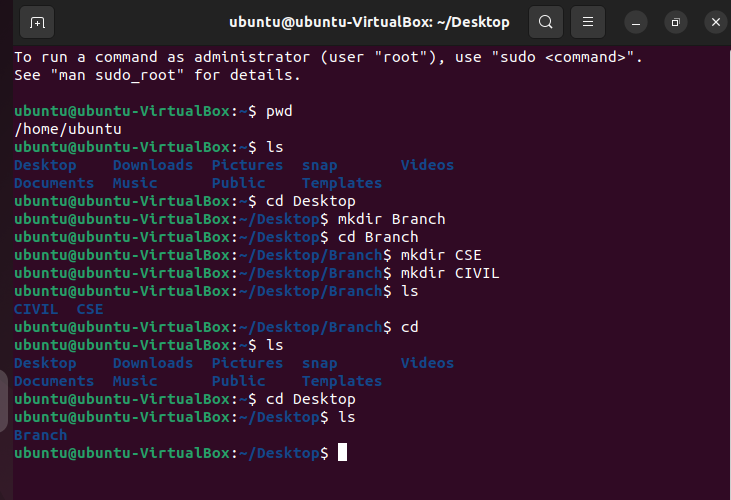 ubuntu@ubuntu-VirtualBox: ~/Desktop
To run a command as administrator (user "root"), use "sudo <command>".
See "man sudo_root" for details.
ubuntu@ubuntu-VirtualBox:~$ pwd
/home/ubuntu
ubuntu@ubuntu-VirtualBox:~$ ls
Desktop    Downloads  Pictures  snap       Videos
Documents  Music      Public    Templates
ubuntu@ubuntu-VirtualBox:~$ cd Desktop
ubuntu@ubuntu-VirtualBox:~/Desktop$ mkdir Branch
ubuntu@ubuntu-VirtualBox:~/Desktop$ cd Branch
ubuntu@ubuntu-VirtualBox:~/Desktop/Branch$ mkdir CSE
ubuntu@ubuntu-VirtualBox:~/Desktop/Branch$ mkdir CIVIL
ubuntu@ubuntu-VirtualBox:~/Desktop/Branch$ ls
CIVIL  CSE
ubuntu@ubuntu-VirtualBox:~/Desktop/Branch$ cd
ubuntu@ubuntu-VirtualBox:~$ ls
Desktop    Downloads  Pictures  snap       Videos
Documents  Music      Public    Templates
ubuntu@ubuntu-VirtualBox:~$ cd Desktop
ubuntu@ubuntu-VirtualBox:~/Desktop$ ls
Branch
ubuntu@ubuntu-VirtualBox:~/Desktop$